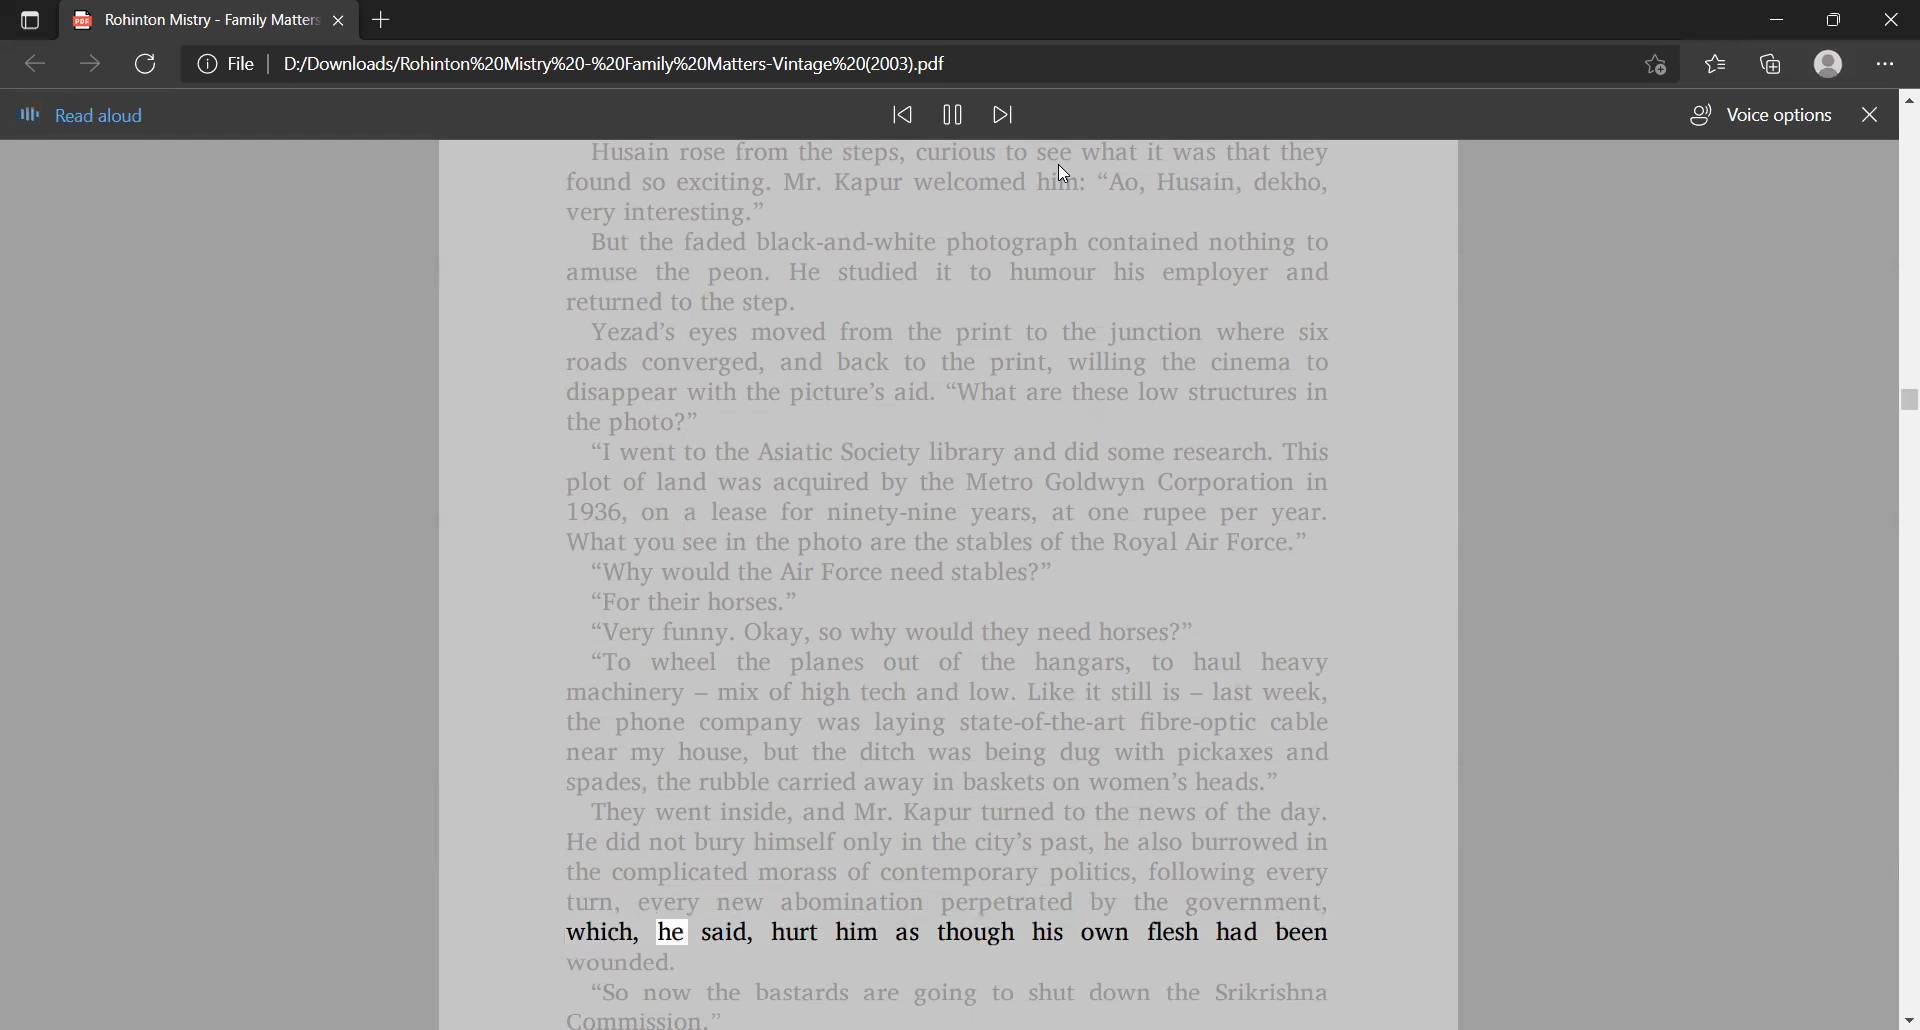 Rohinton Mistry - Family Matters
File
D:/Downloads/Rohinton%20Mistry%20-%20Family%20Matters-Vintage%20(2003).pdf
Read aloud
Voice options
Husain rose from the steps, curious to see what it was that they
found so exciting. Mr. Kapur welcomed him: “Ao, Husain, dekho,
very interesting.”
But the faded black-and-white photograph contained nothing to
amuse the peon. He studied it to humour his employer and
returned to the step.
Yezad’s eyes moved from the print to the junction where six
roads converged, and back to the print, willing the cinema to
disappear with the picture’s aid. “What are these low structures in
the photo?”
“I went to the Asiatic Society library and did some research. This
plot of land was acquired by the Metro Goldwyn Corporation in
1936, on a lease for ninety-nine years, at one rupee per year.
What you see in the photo are the stables of the Royal Air Force.”
“Why would the Air Force need stables?”
“For their horses.”
“Very funny. Okay, so why would they need horses?”
“To wheel the planes out of the hangars, to haul heavy
machinery – mix of high tech and low. Like it still is – last week,
the phone company was laying state-of-the-art fibre-optic cable
near my house, but the ditch was being dug with pickaxes and
spades, the rubble carried away in baskets on women’s heads.”
They went inside, and Mr. Kapur turned to the news of the day.
He did not bury himself only in the city’s past, he also burrowed in
the complicated morass of contemporary politics, following every
turn, every new abomination perpetrated by the government,
which, he said, hurt him as though his own flesh had been
wounded.
“So now the bastards are going to shut down the Srikrishna
Commission.”